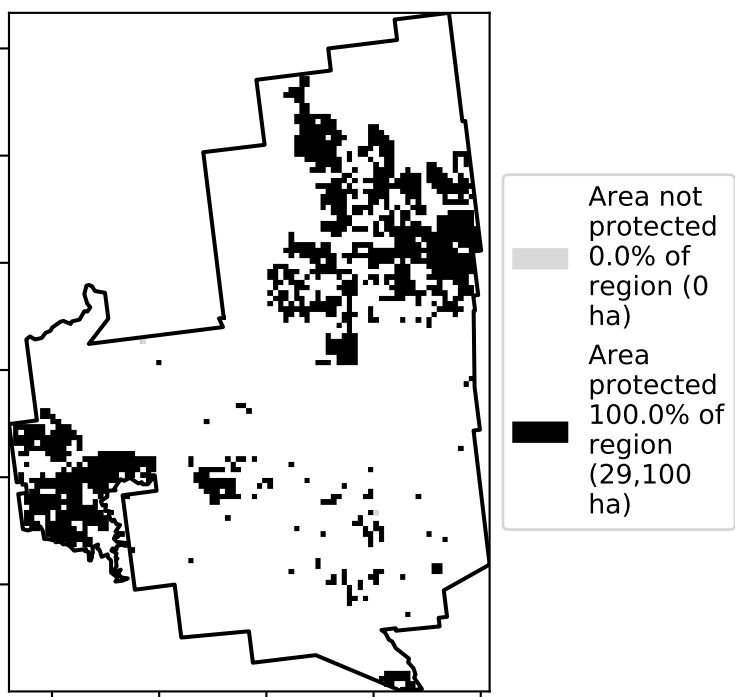 Area not
protected
0.0% of
region (0
ha)
Area
protected
100.0% of
region
(29,100
ha)